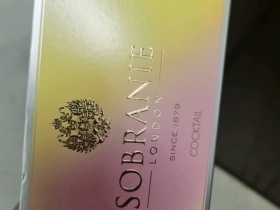 SOBRANIE
LONDON
SINCE 1879
COCKTAIL